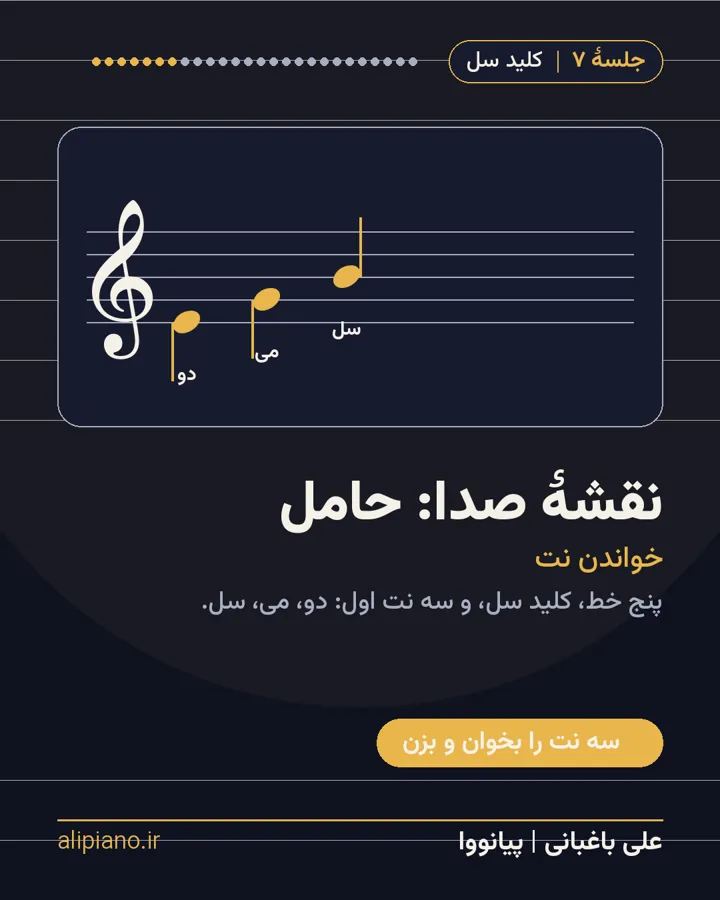 جلسهٔ ۷ | کلید سل
سل
می
دو
نقشهٔ صدا: حامل
خواندن نت
پنج خط، کلید سل، و سه نت اول: دو، می، سل.
سه نت را بخوان و بزن
علی باغبانی | پیانووا
alipiano.ir